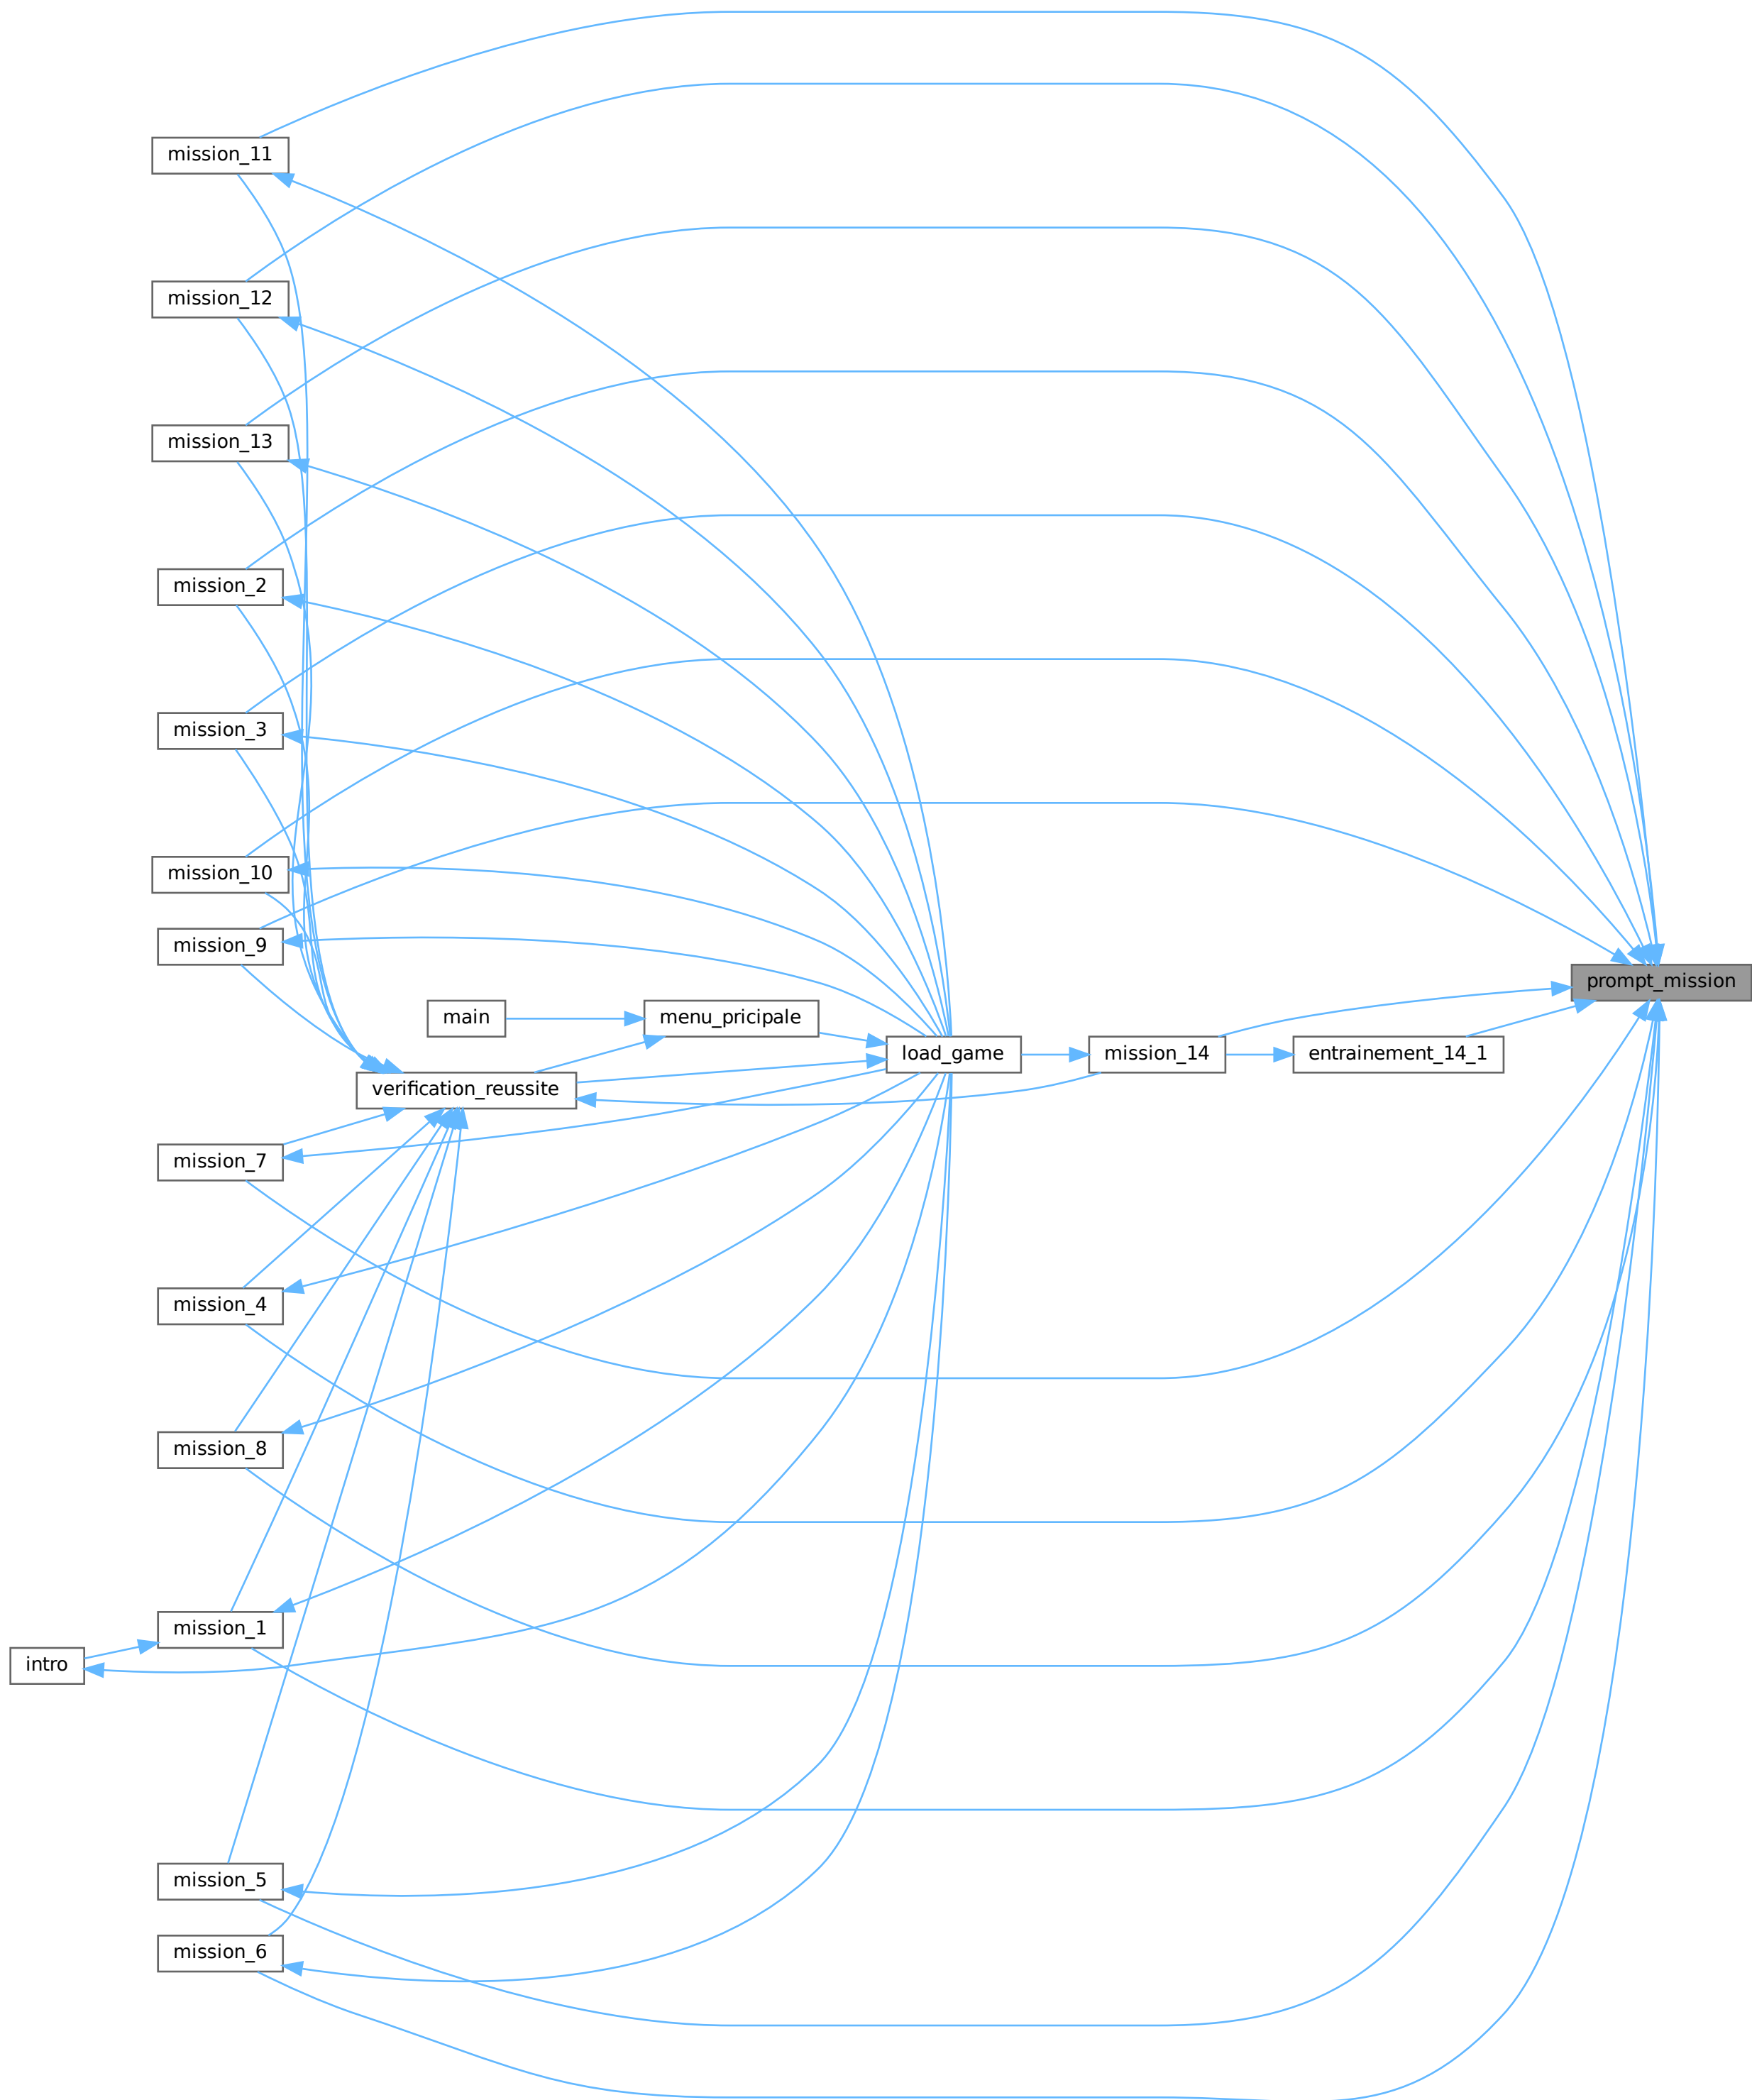 mission_11
mission_12
mission_13
mission_2
mission_3
mission_10
mission_9
prompt_mission
main
menu_pricipale
load_game
mission_14
entrainement_14_1
verification_reussite
mission_7
mission_4
mission_8
mission_1
intro
mission_5
mission_6